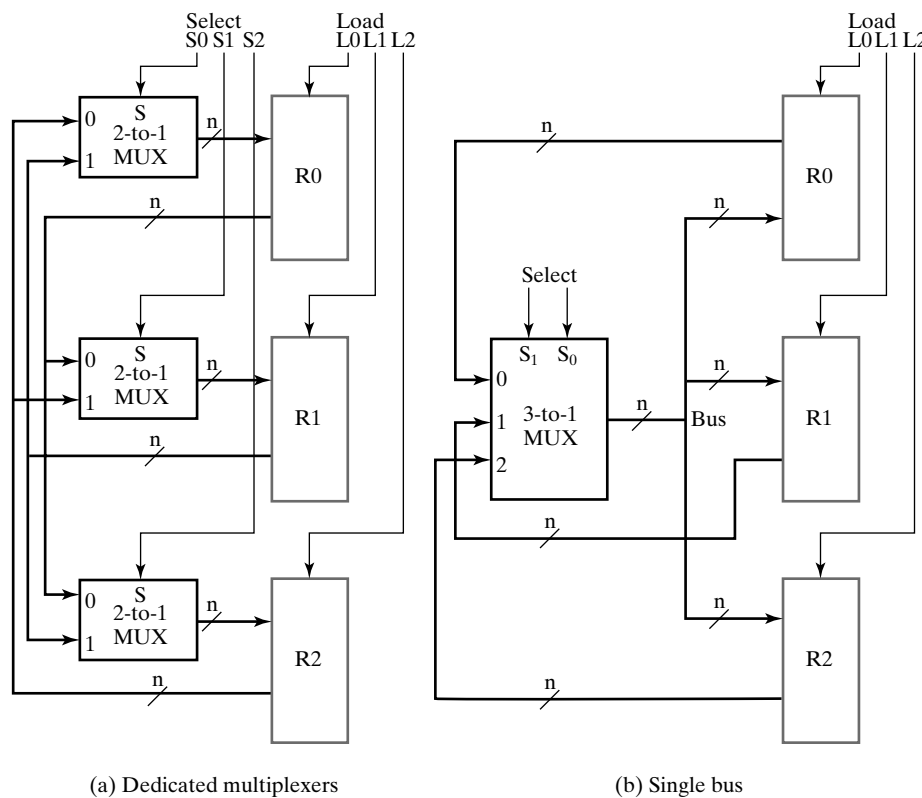 Select
S0 S1 S2
Load
L0 L1 L2
S
0
2-to-1
MUX
1
n
R0
n
S
0
2-to-1
MUX
1
n
R1
n
S
0
2-to-1
MUX
1
n
R2
n
(a) Dedicated multiplexers
Load
L0 L1 L2
n
R0
n
Select
S1 S0
0
1
2
3-to-1
MUX
n
Bus
n
R1
n
n
R2
n
(b) Single bus